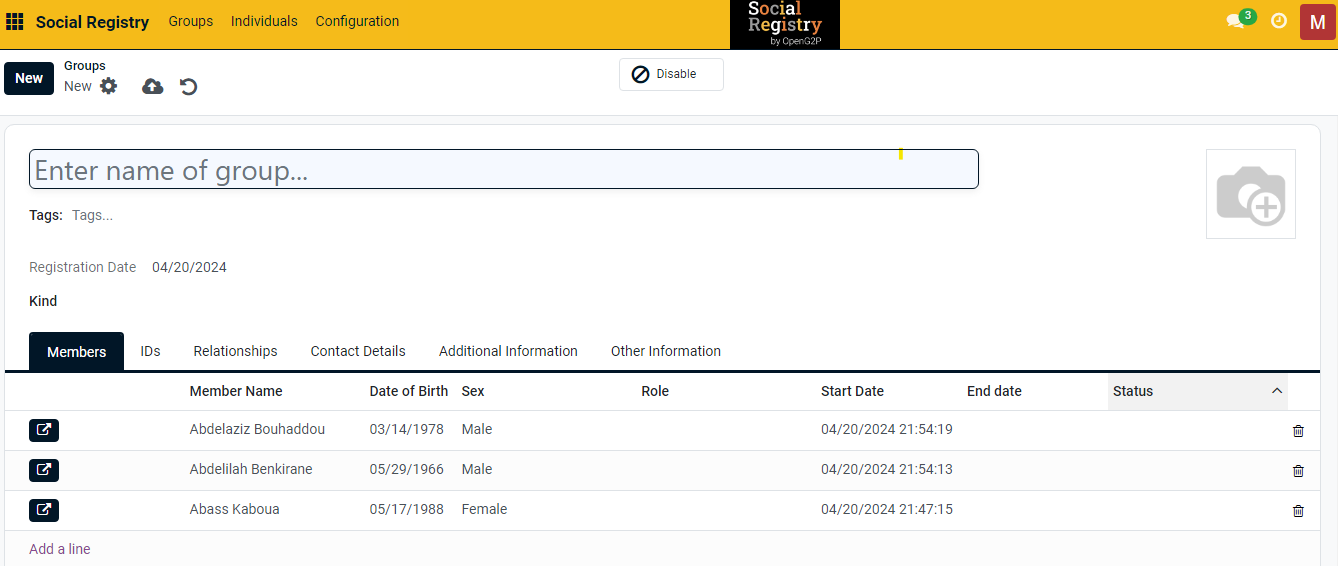 Social Registry Groups Individuals Configuration
Social
Registry
by OpenG2P
3
M
New
Groups
New
Disable
Enter name of group...
Tags: Tags...
Registration Date 04/20/2024
Kind
Members IDs Relationships Contact Details Additional Information Other Information
Member Name Date of Birth Sex Role Start Date End date Status
Abdelaziz Bouhaddou 03/14/1978 Male 04/20/2024 21:54:19
Abdelilah Benkirane 05/29/1966 Male 04/20/2024 21:54:13
Abass Kaboua 05/17/1988 Female 04/20/2024 21:47:15
Add a line